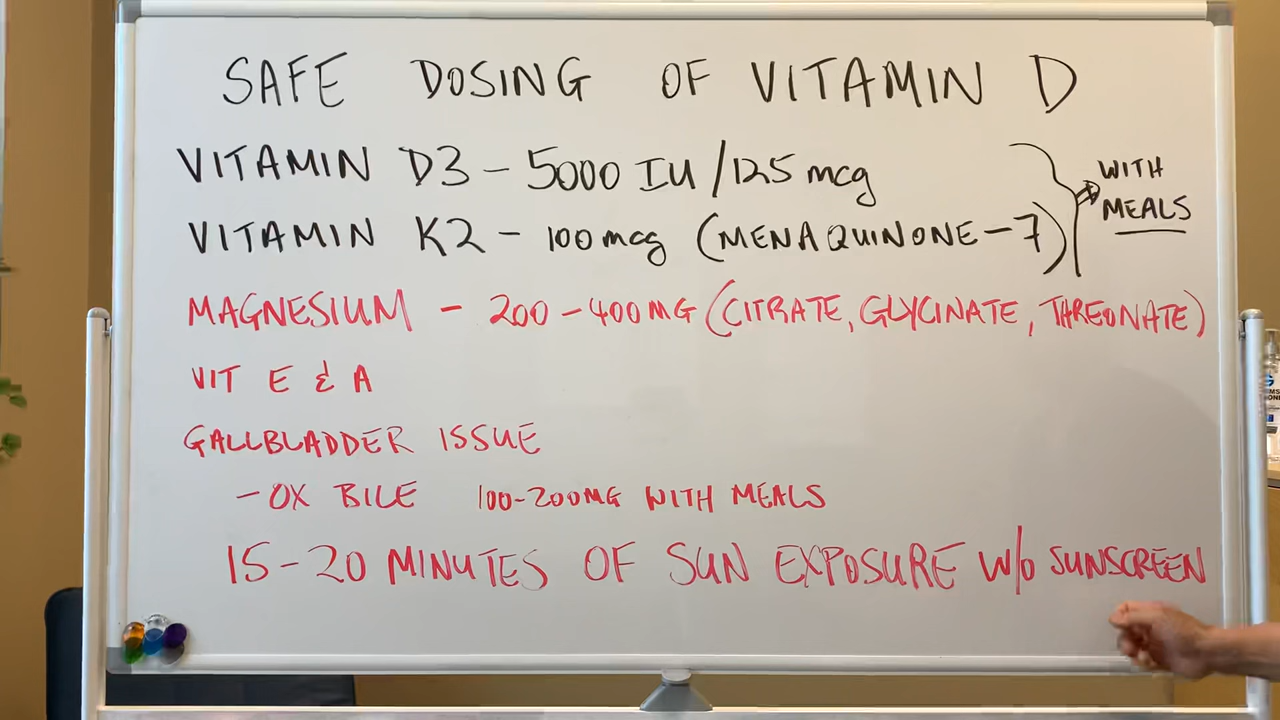 SAFE DOSING OF VITAMIN D
VITAMIN D3 - 5000 IU / 125 mcg
VITAMIN K2 - 100 mcg (MENAQUINONE-7)
WITH
MEALS
MAGNESIUM - 200-400MG (CITRATE, GLYCINATE, THREONATE)
VIT E & A
GALLBLADDER ISSUE
- OX BILE 100-200MG WITH MEALS
15-20 MINUTES OF SUN EXPOSURE w/o SUNSCREEN